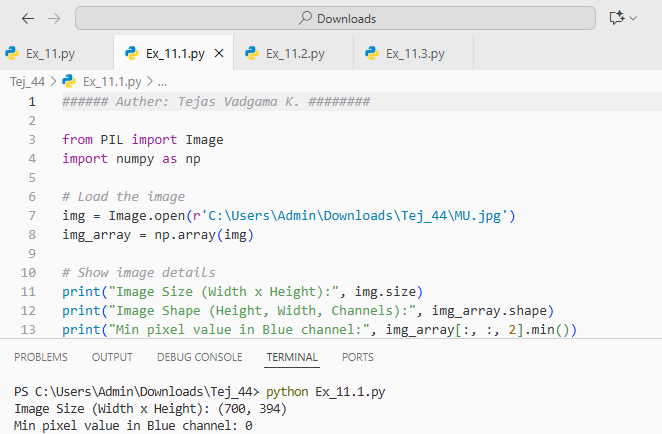 Downloads
Ex_11.py Ex_11.1.py Ex_11.2.py Ex_11.3.py
Tej_44 > Ex_11.1.py > ...
1 ###### Auther: Tejas Vadgama K. ########
2
3 from PIL import Image
4 import numpy as np
5
6 # Load the image
7 img = Image.open(r'C:\Users\Admin\Downloads\Tej_44\MU.jpg')
8 img_array = np.array(img)
9
10 # Show image details
11 print("Image Size (Width x Height):", img.size)
12 print("Image Shape (Height, Width, Channels):", img_array.shape)
13 print("Min pixel value in Blue channel:", img_array[:, :, 2].min())
PROBLEMS OUTPUT DEBUG CONSOLE TERMINAL PORTS
PS C:\Users\Admin\Downloads\Tej_44> python Ex_11.1.py
Image Size (Width x Height): (700, 394)
Min pixel value in Blue channel: 0